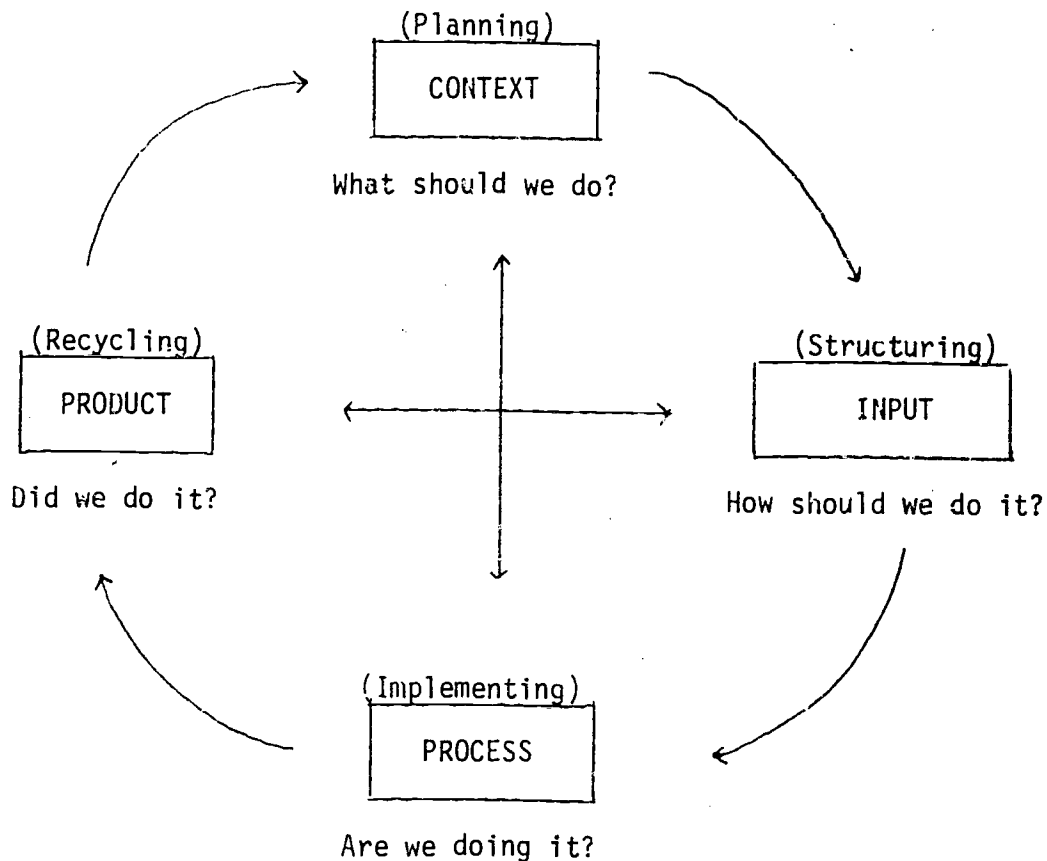 (Planning)
CONTEXT
What should we do?
(Recycling)
PRODUCT
Did we do it?
(Structuring)
INPUT
How should we do it?
(Implementing)
PROCESS
Are we doing it?